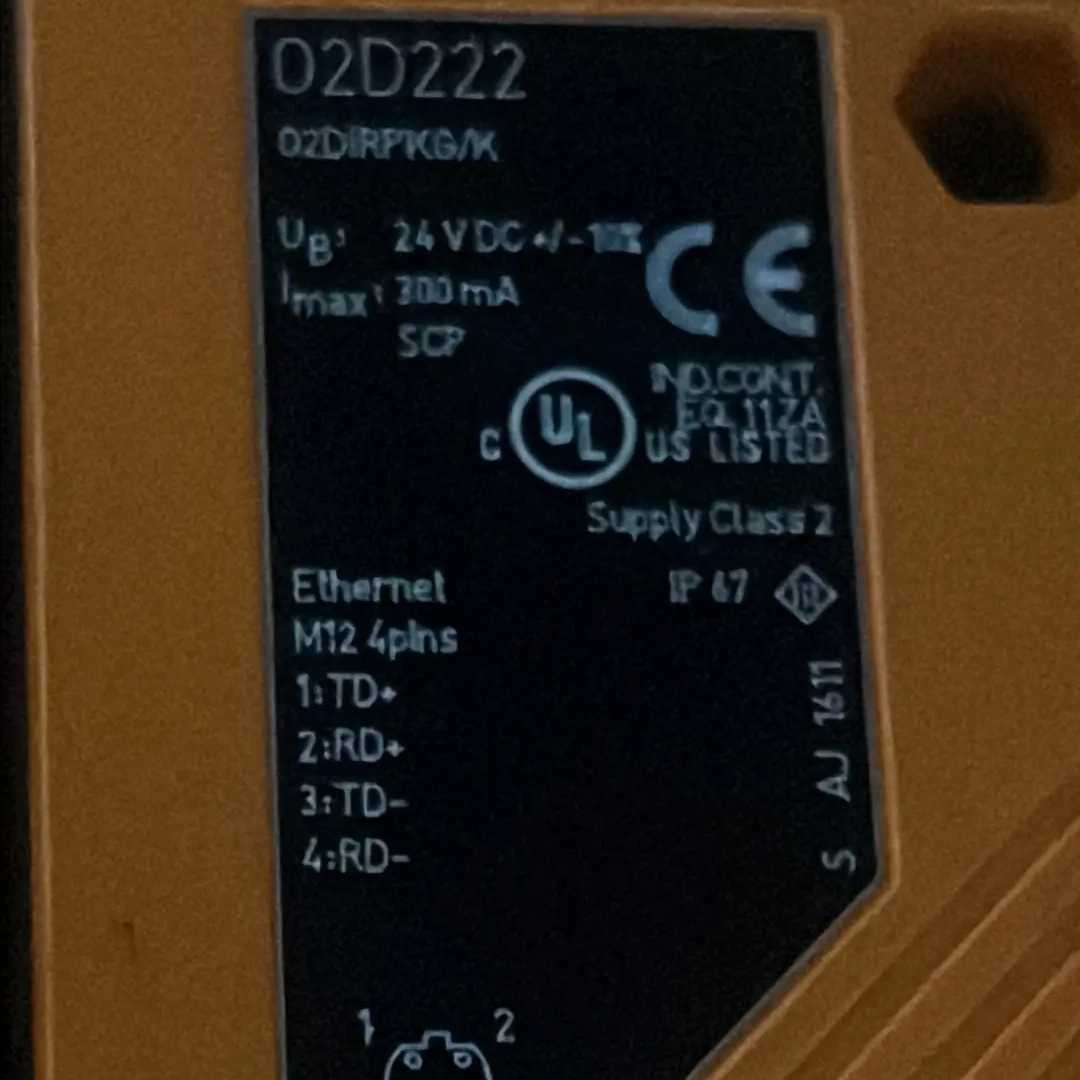 O2D222
O2DIRPKG/K
UB: 24 V DC +/-10%
Imax: 300 mA
SCP
CE
IND.CONT.
EQ. 11ZA
C UL US LISTED
Supply Class 2
Ethernet
IP 67
M12 4pins
1:TD+
2:RD+
3:TD-
4:RD-
S AJ 1611
1 2